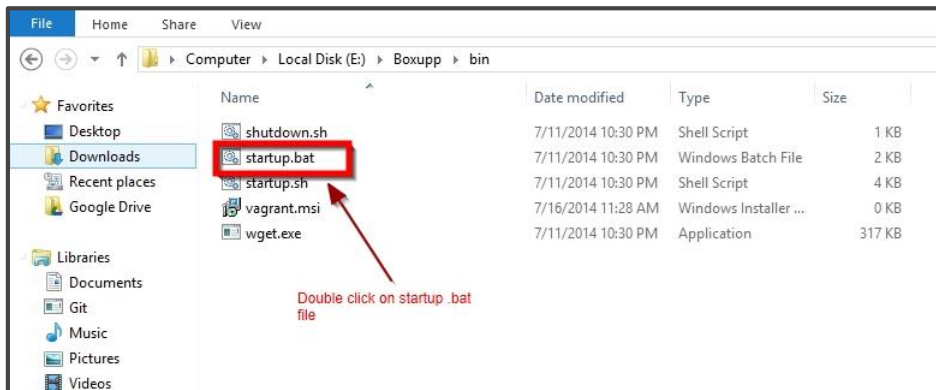 File Home Share View
Computer Local Disk (E:) Boxupp bin
Name Date modified Type Size
Favorites
Desktop
Downloads
Recent places
Google Drive
Libraries
Documents
Git
Music
Pictures
Videos
shutdown.sh 7/11/2014 10:30 PM Shell Script 1 KB
startup.bat 7/11/2014 10:30 PM Windows Batch File 2 KB
startup.sh 7/11/2014 10:30 PM Shell Script 4 KB
vagrant.msi 7/16/2014 11:28 AM Windows Installer ... 0 KB
wget.exe 7/11/2014 10:30 PM Application 317 KB
Double click on startup .bat
file